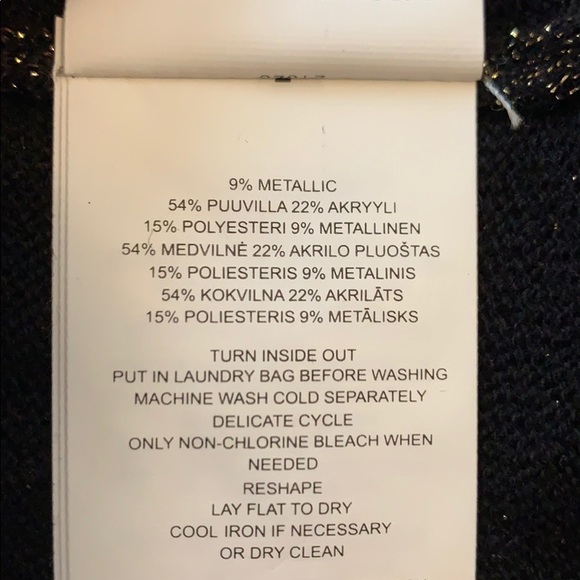 9% METALLIC
54% PUUVILLA 22% AKRYYLI
15% POLYESTERI 9% METALLINEN
54% MEDVILNĖ 22% AKRILO PLUOŠTAS
15% POLIESTERIS 9% METALINIS
54% KOKVILNA 22% AKRILĀTS
15% POLIESTERIS 9% METĀLISKS
TURN INSIDE OUT
PUT IN LAUNDRY BAG BEFORE WASHING
MACHINE WASH COLD SEPARATELY
DELICATE CYCLE
ONLY NON-CHLORINE BLEACH WHEN
NEEDED
RESHAPE
LAY FLAT TO DRY
COOL IRON IF NECESSARY
OR DRY CLEAN